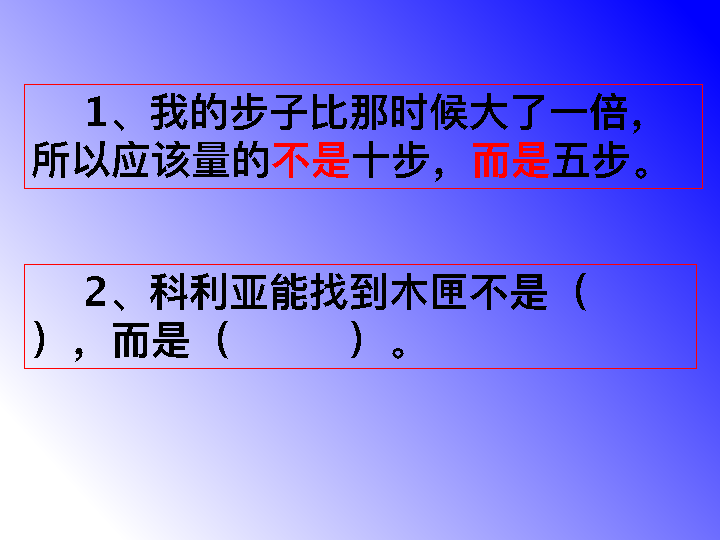 1、我的步子比那时候大了一倍，
所以应该量的不是十步，而是五步。
2、科利亚能找到木匣不是（
），而是（　　　）。